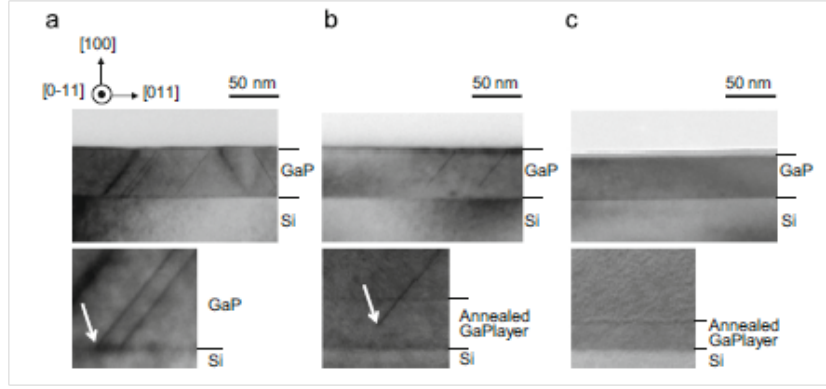 a
b
c
[100]
[0-11]
[011]
50 nm
50 nm
50 nm
GaP
Si
GaP
Si
GaP
Si
GaP
Si
Annealed
GaPlayer
Si
Annealed
GaPlayer
Si